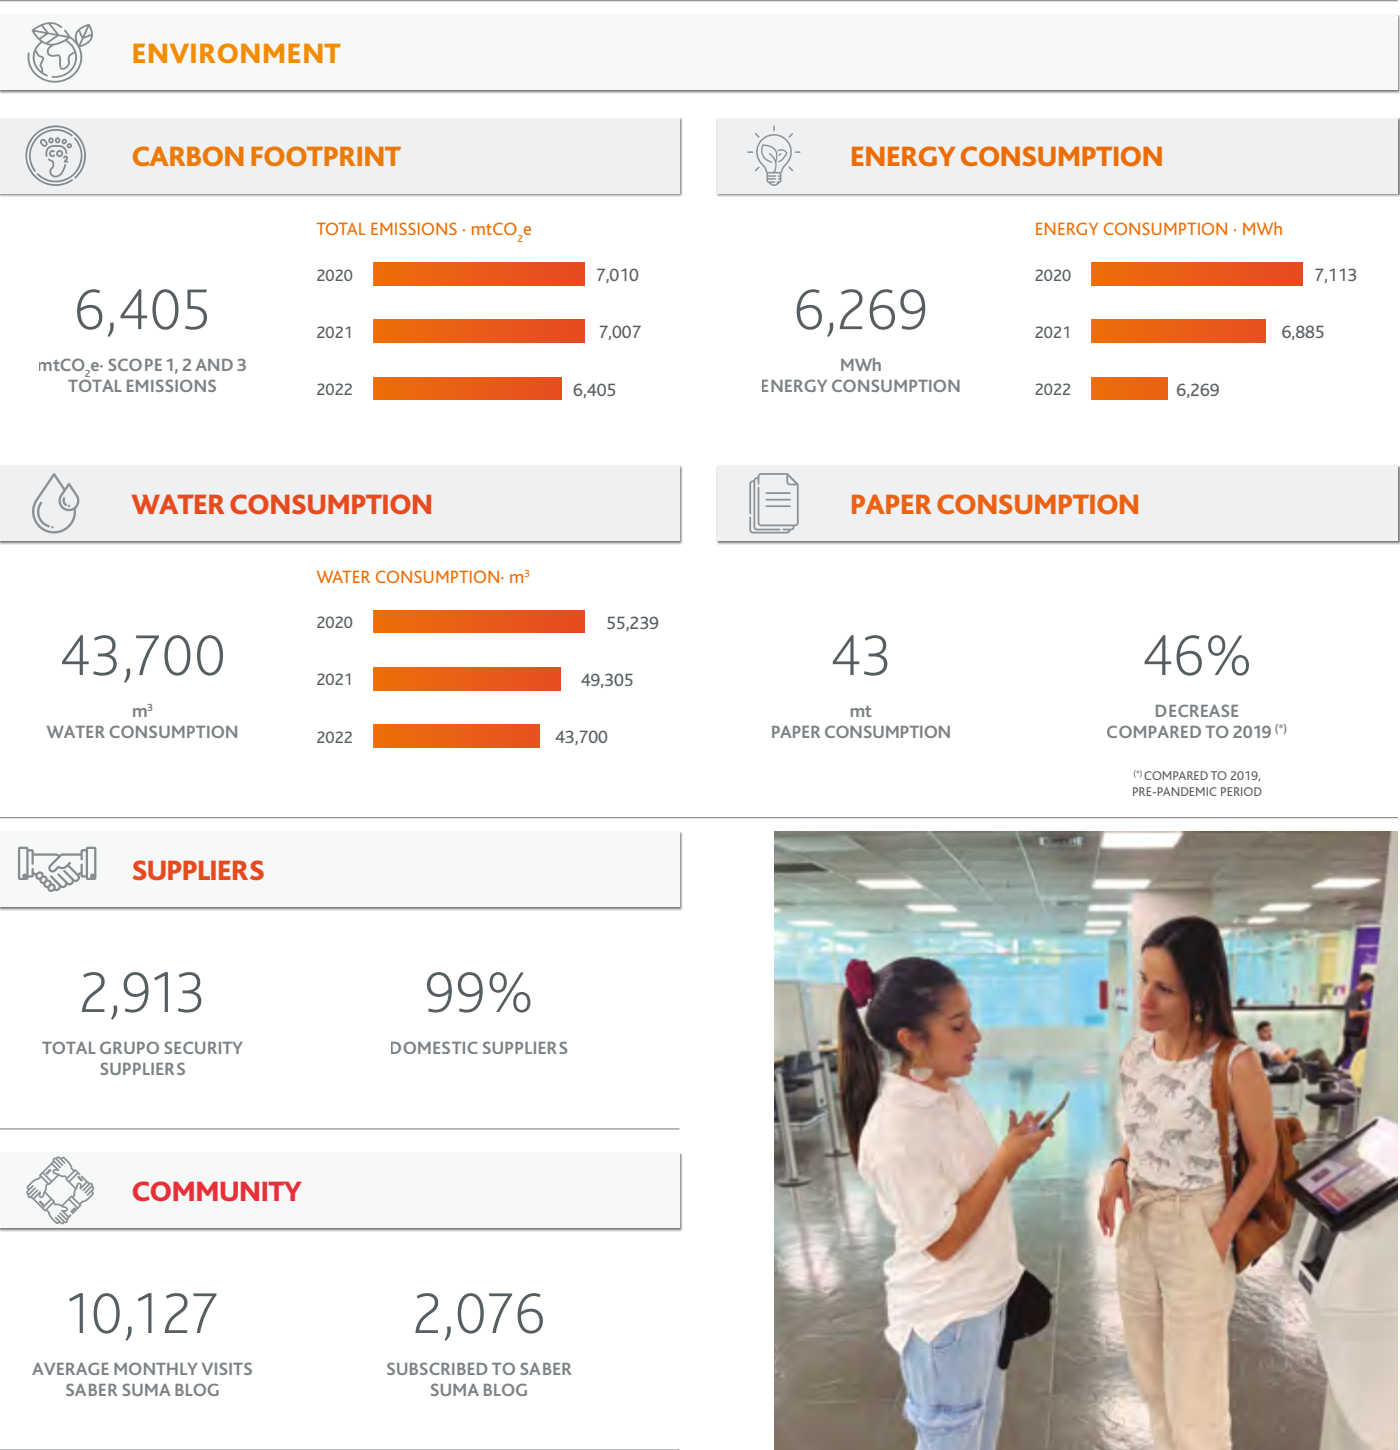 ENVIRONMENT
CARBON FOOTPRINT
CO2
6,405
mtCO2e· SCOPE 1, 2 AND 3
TOTAL EMISSIONS
TOTAL EMISSIONS · mtCO2e
2020 7,010
2021 7,007
2022 6,405
ENERGY CONSUMPTION
6,269
MWh
ENERGY CONSUMPTION
ENERGY CONSUMPTION · MWh
2020 7,113
2021 6,885
2022 6,269
WATER CONSUMPTION
43,700
m³
WATER CONSUMPTION
WATER CONSUMPTION· m³
2020 55,239
2021 49,305
2022 43,700
PAPER CONSUMPTION
43
mt
PAPER CONSUMPTION
46%
DECREASE
COMPARED TO 2019 (*)
(*) COMPARED TO 2019,
PRE-PANDEMIC PERIOD
SUPPLIERS
2,913
TOTAL GRUPO SECURITY
SUPPLIERS
99%
DOMESTIC SUPPLIERS
COMMUNITY
10,127
AVERAGE MONTHLY VISITS
SABER SUMA BLOG
2,076
SUBSCRIBED TO SABER
SUMA BLOG